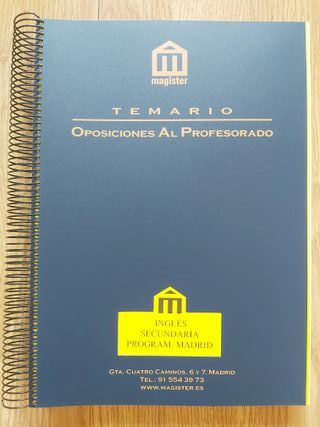 magister
TEMARIO
OPOSICIONES AL PROFESORADO
INGLÉS
SECUNDARIA
PROGRAM. MADRID
GTA. CUATRO CAMINOS, 6 Y 7. MADRID
TEL.: 91 554 39 73
WWW.MAGISTER.ES